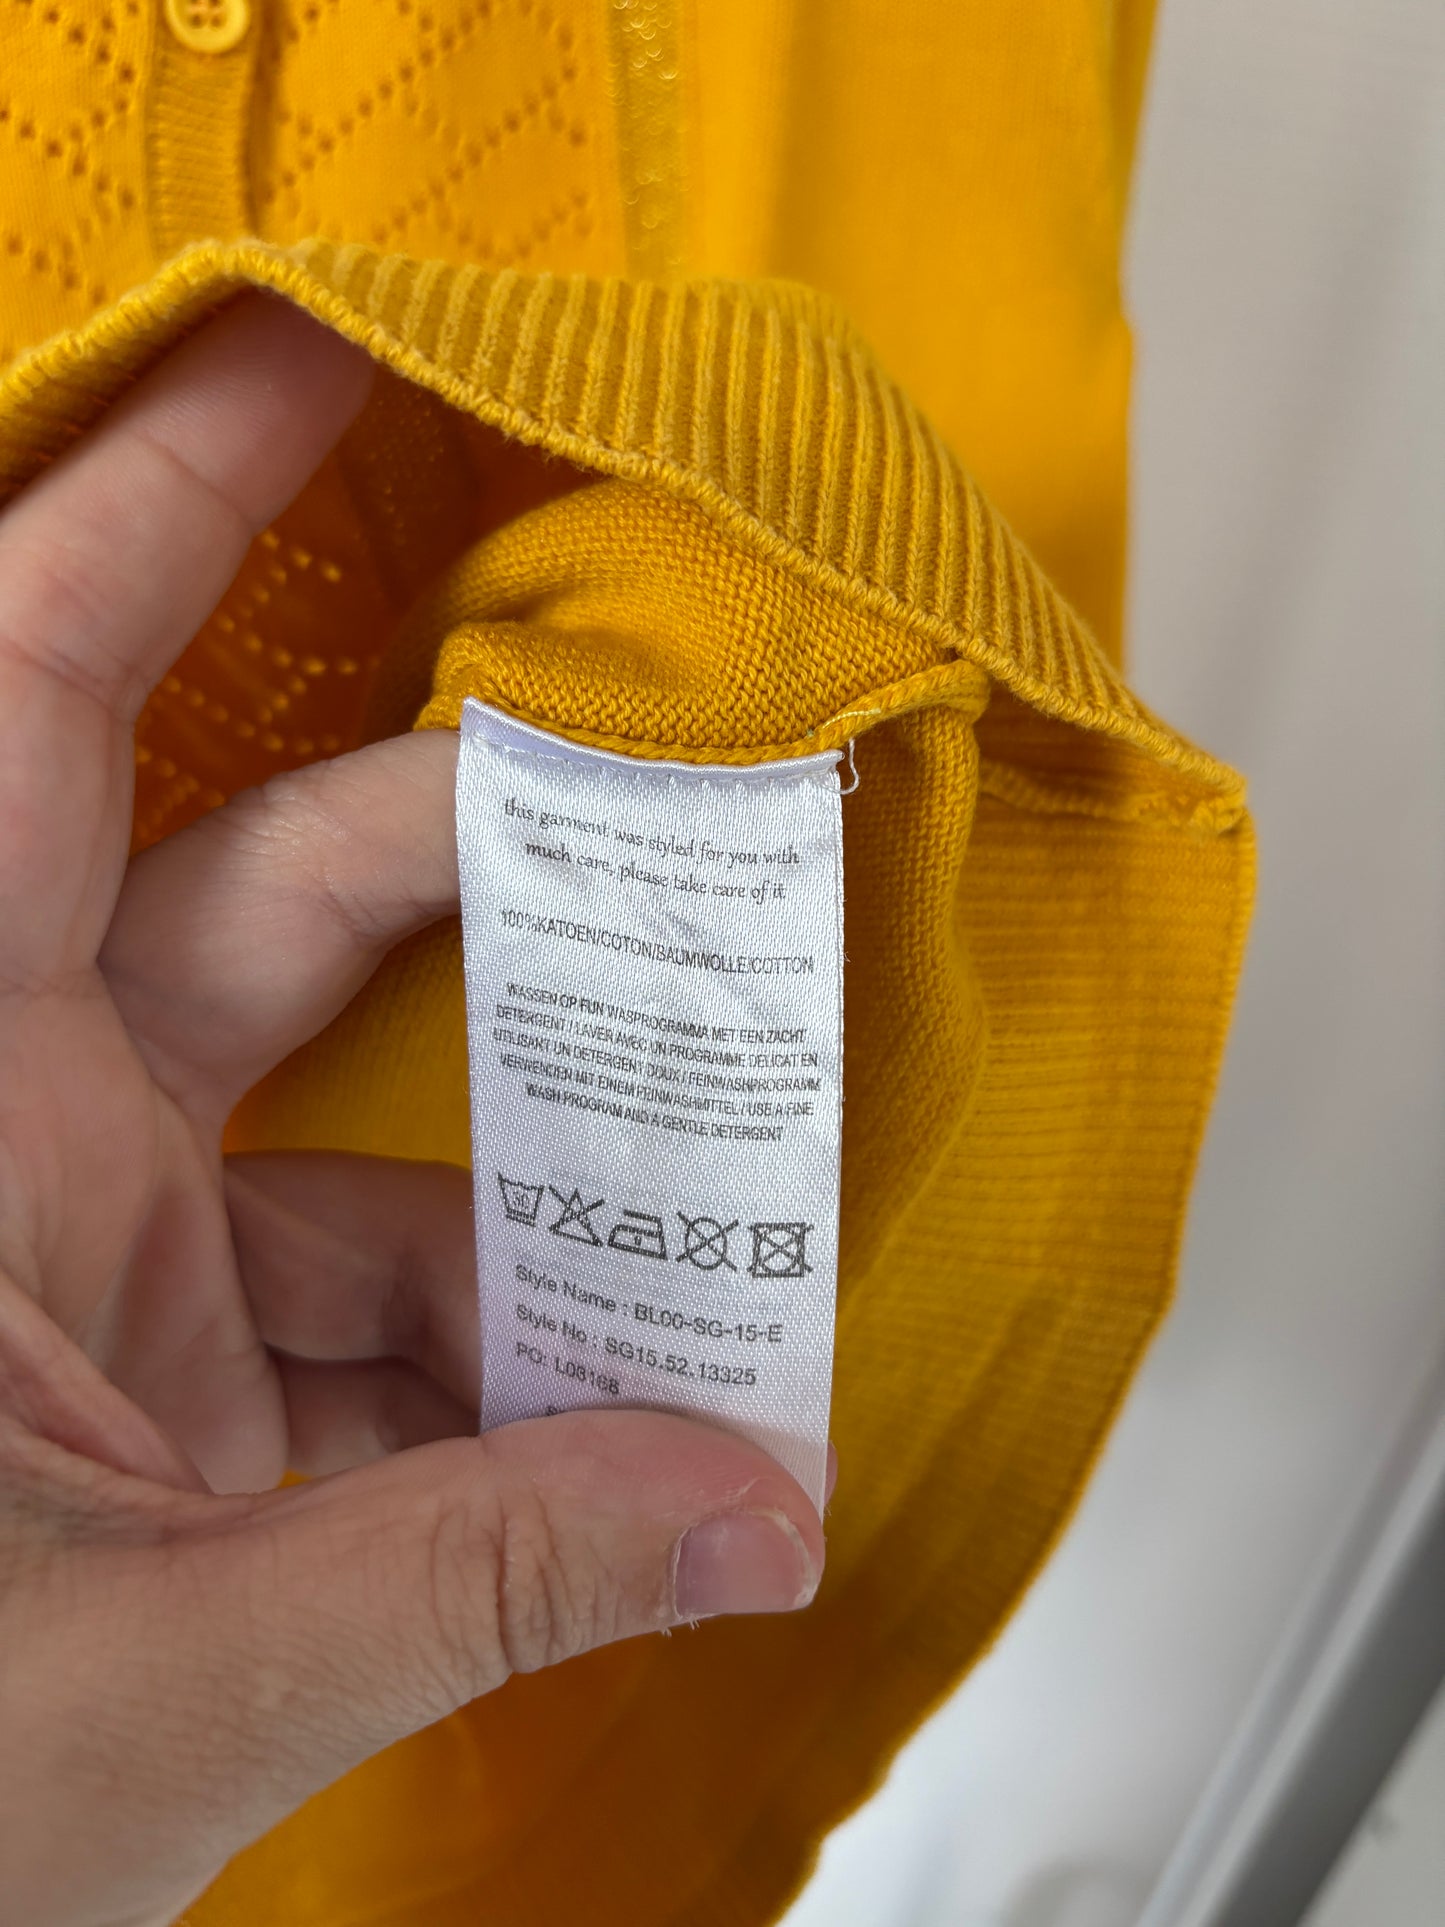 this garment was styled for you with
much care, please take care of it
100%KATOEN/COTON/BAUMWOLLE/COTTON
WASSEN OP FIJN WASPROGRAMMA MET EEN ZACHT
DETERGENT / LAVER AVEC UN PROGRAMME DELICAT EN
UTILISANT UN DETERGENT DOUX / FEINWASHPROGRAMM
VERWENDEN MIT EINEM FEINWASHMITTEL / USE A FINE
WASH PROGRAM AND A GENTLE DETERGENT
30
Style Name : BL00-SG-15-E
Style No : SG15.52.13325
PO: L03168